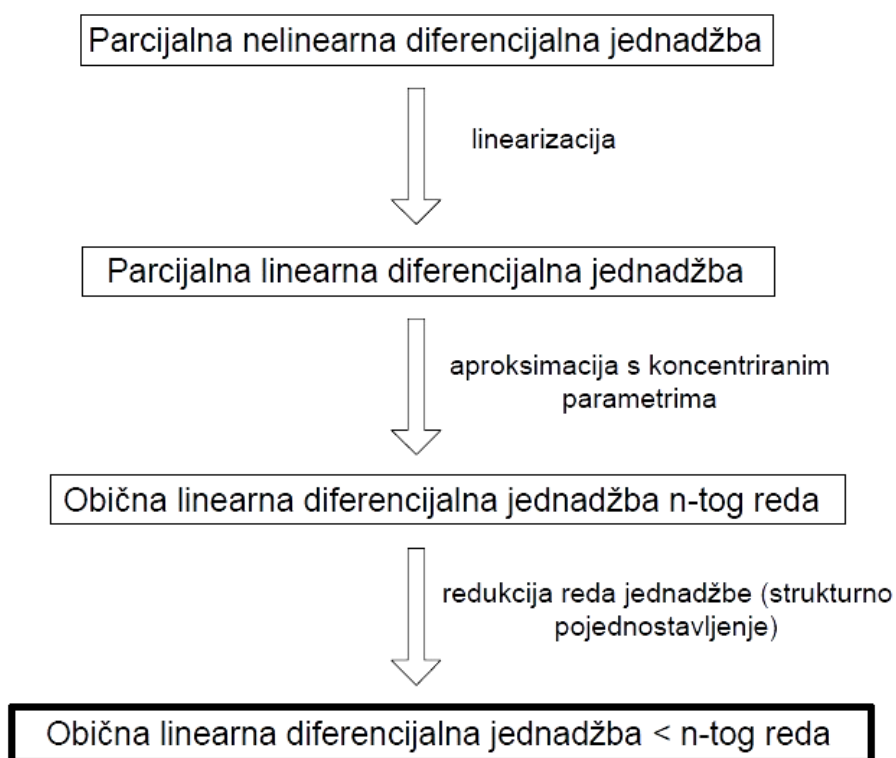 Parcijalna nelinearna diferencijalna jednadžba
linearizacija
Parcijalna linearna diferencijalna jednadžba
aproksimacija s koncentriranim
parametrima
Obična linearna diferencijalna jednadžba n-tog reda
redukcija reda jednadžbe (strukturno
pojednostavljenje)
Obična linearna diferencijalna jednadžba < n-tog reda